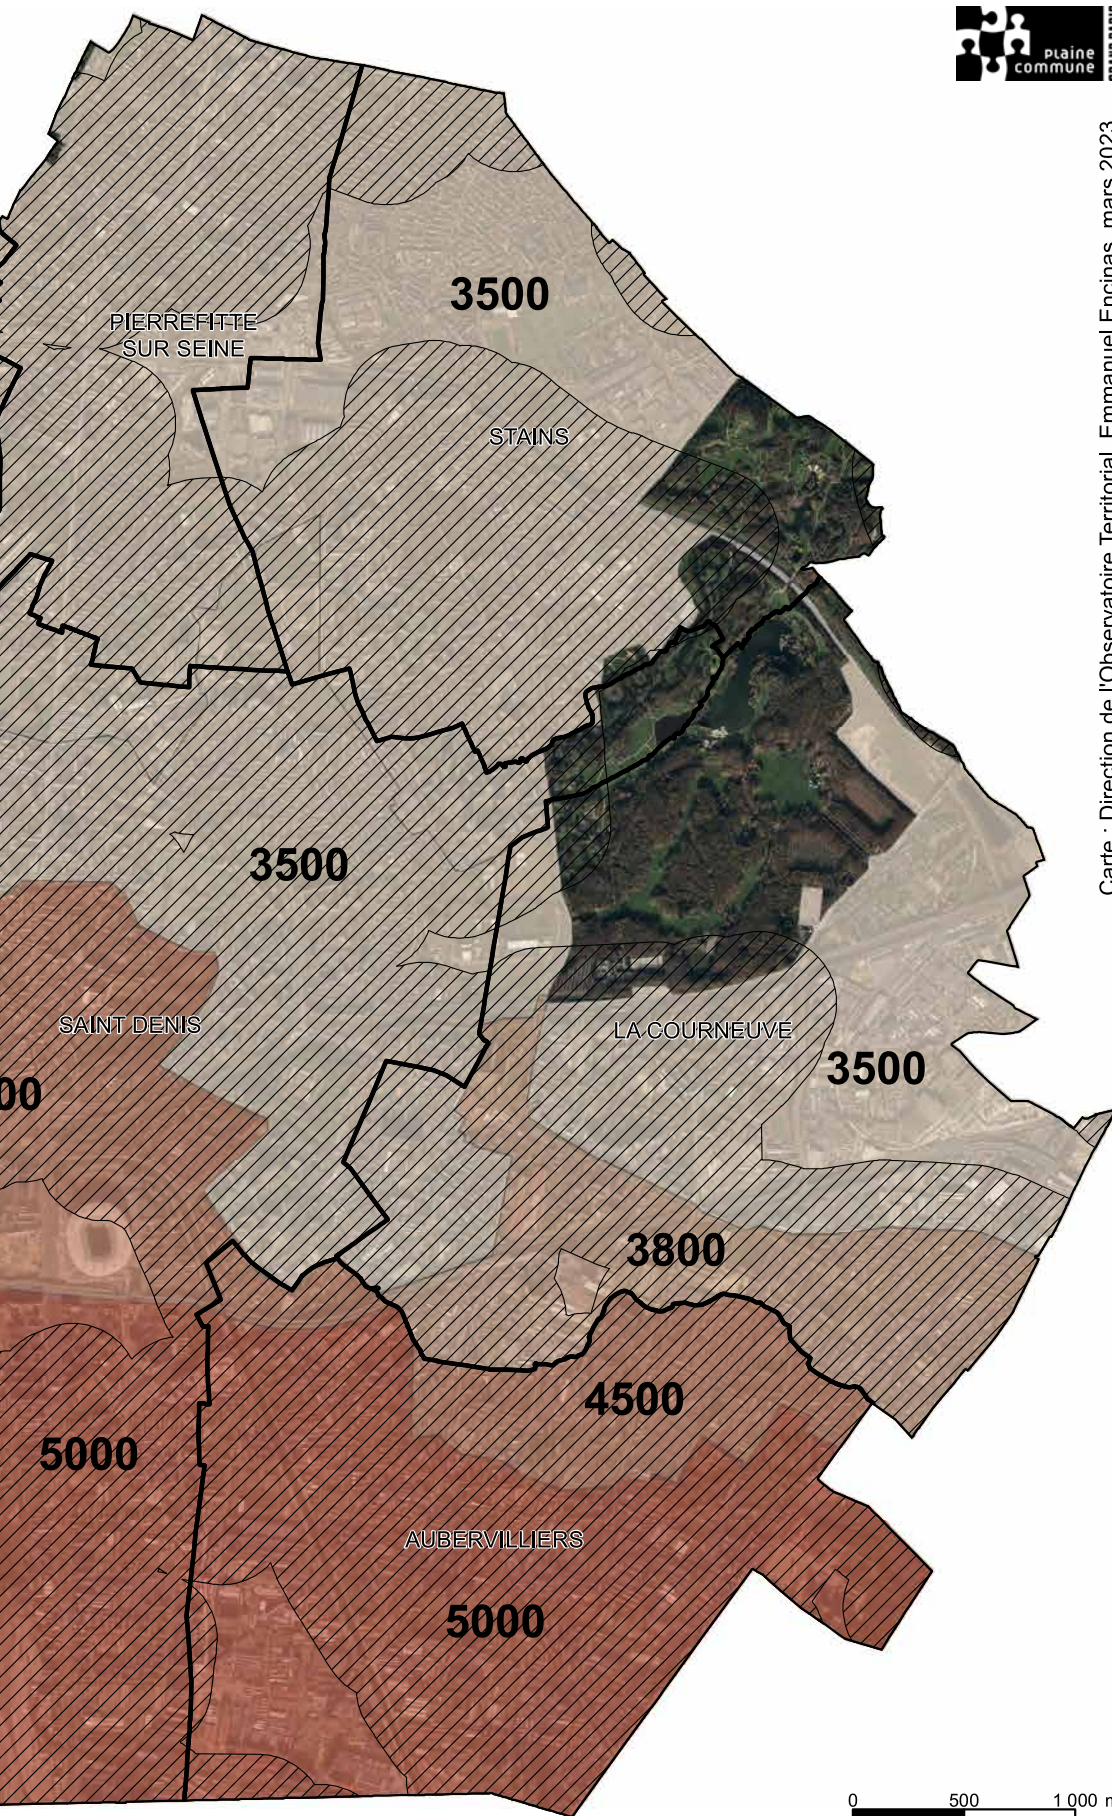 plaine
commune
Carte : Direction de l'Observatoire Territorial, Emmanuel Encinas, mars 2023
3500
PIERREFITTE
SUR SEINE
STAINS
3500
SAINT DENIS
LA COURNEUVE
3500
00
3800
4500
5000
AUBERVILLIERS
5000
0 500 1 000 m